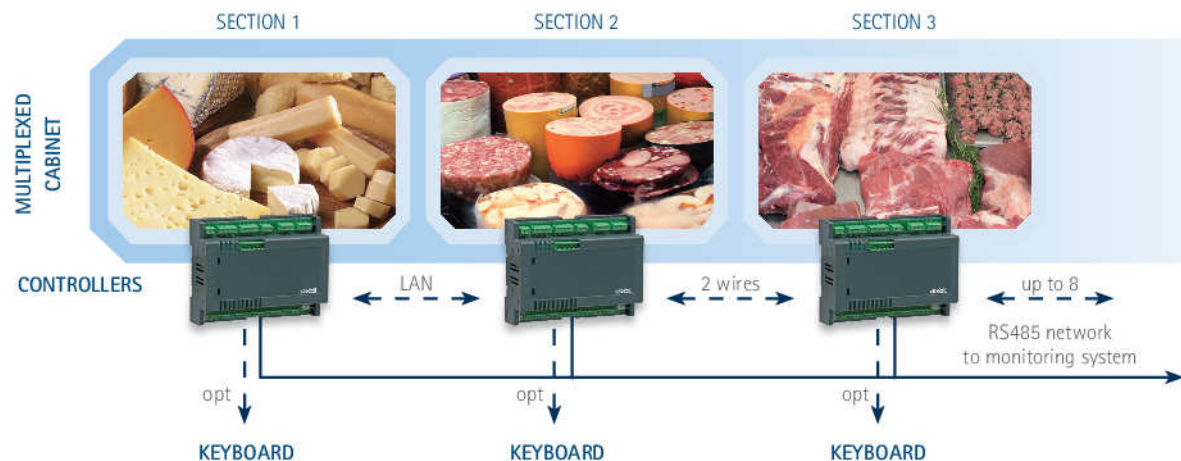 SECTION 1
SECTION 2
SECTION 3
MULTIPLEXED
CABINET
CONTROLLERS
LAN
2 wires
up to 8
RS485 network
to monitoring system
opt
opt
opt
KEYBOARD
KEYBOARD
KEYBOARD